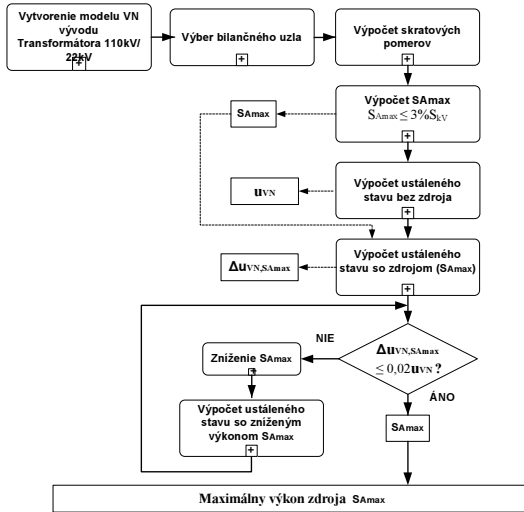 Vytvorenie modelu VN
vývodu
Transformátora 110kV/
22kV
Výber bilančného uzla
Výpočet skratových
pomerov
Výpočet SAmax
SAmax ≤ 3%SkV
SAmax
Výpočet ustáleného
stavu bez zdroja
uVN
Výpočet ustáleného
stavu so zdrojom (SAmax)
ΔuVN,SAmax
NIE
ΔuVN,SAmax
≤ 0,02uVN ?
Zníženie SAmax
ÁNO
Výpočet ustáleného
stavu so zníženým
výkonom SAmax
SAmax
Maximálny výkon zdroja SAmax